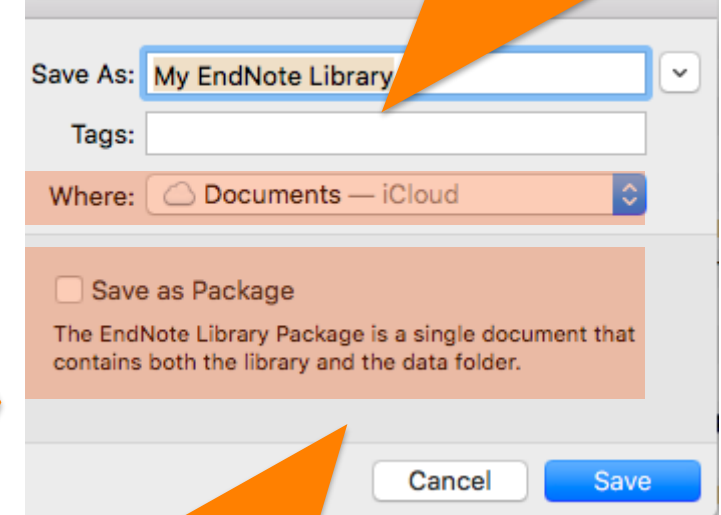 Save As: My EndNote Library
Tags:
Where: Documents — iCloud
Save as Package
The EndNote Library Package is a single document that
contains both the library and the data folder.
Cancel Save